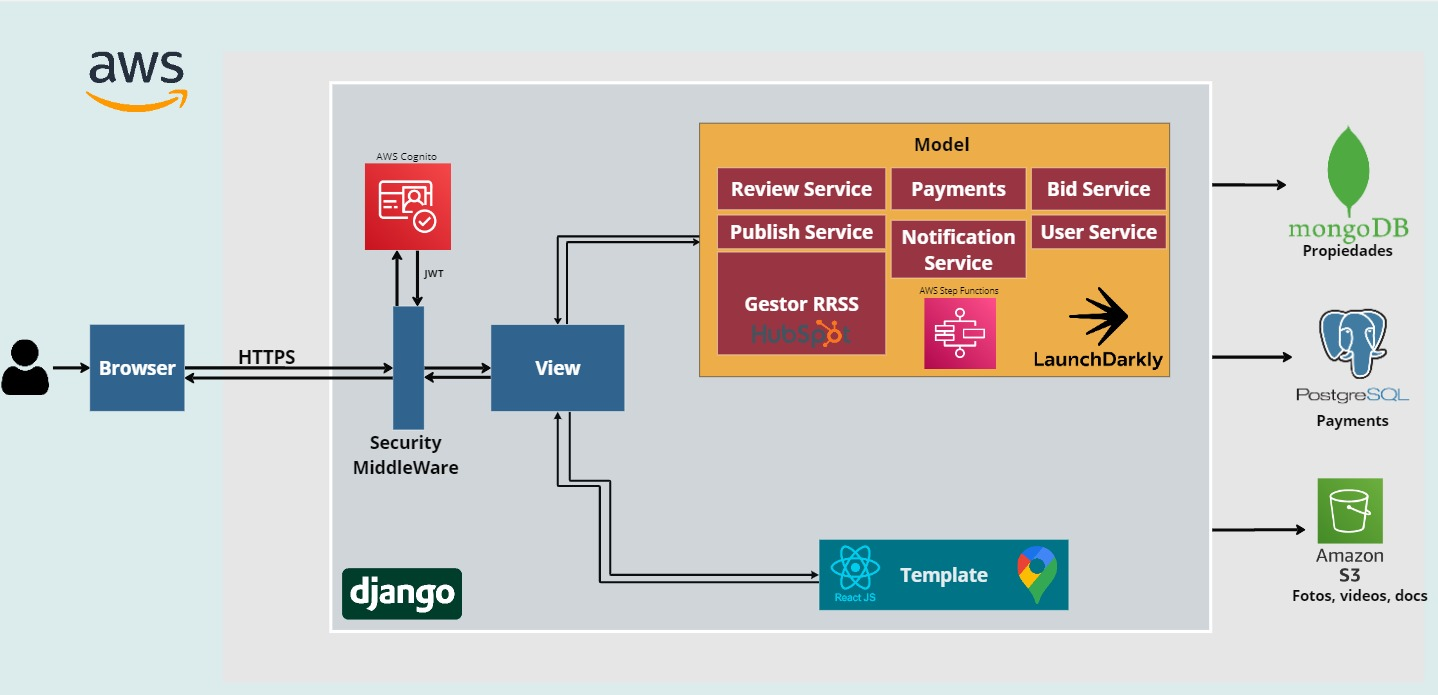 aws
AWS Cognito
JWT
Browser
HTTPS
Security
MiddleWare
View
Model
Review Service
Payments
Bid Service
Publish Service
Notification
Service
User Service
Gestor RRSS
HubSpot
AWS Step Functions
LaunchDarkly
React JS
Template
django
mongoDB
Propiedades
PostgreSQL
Payments
Amazon
S3
Fotos, videos, docs